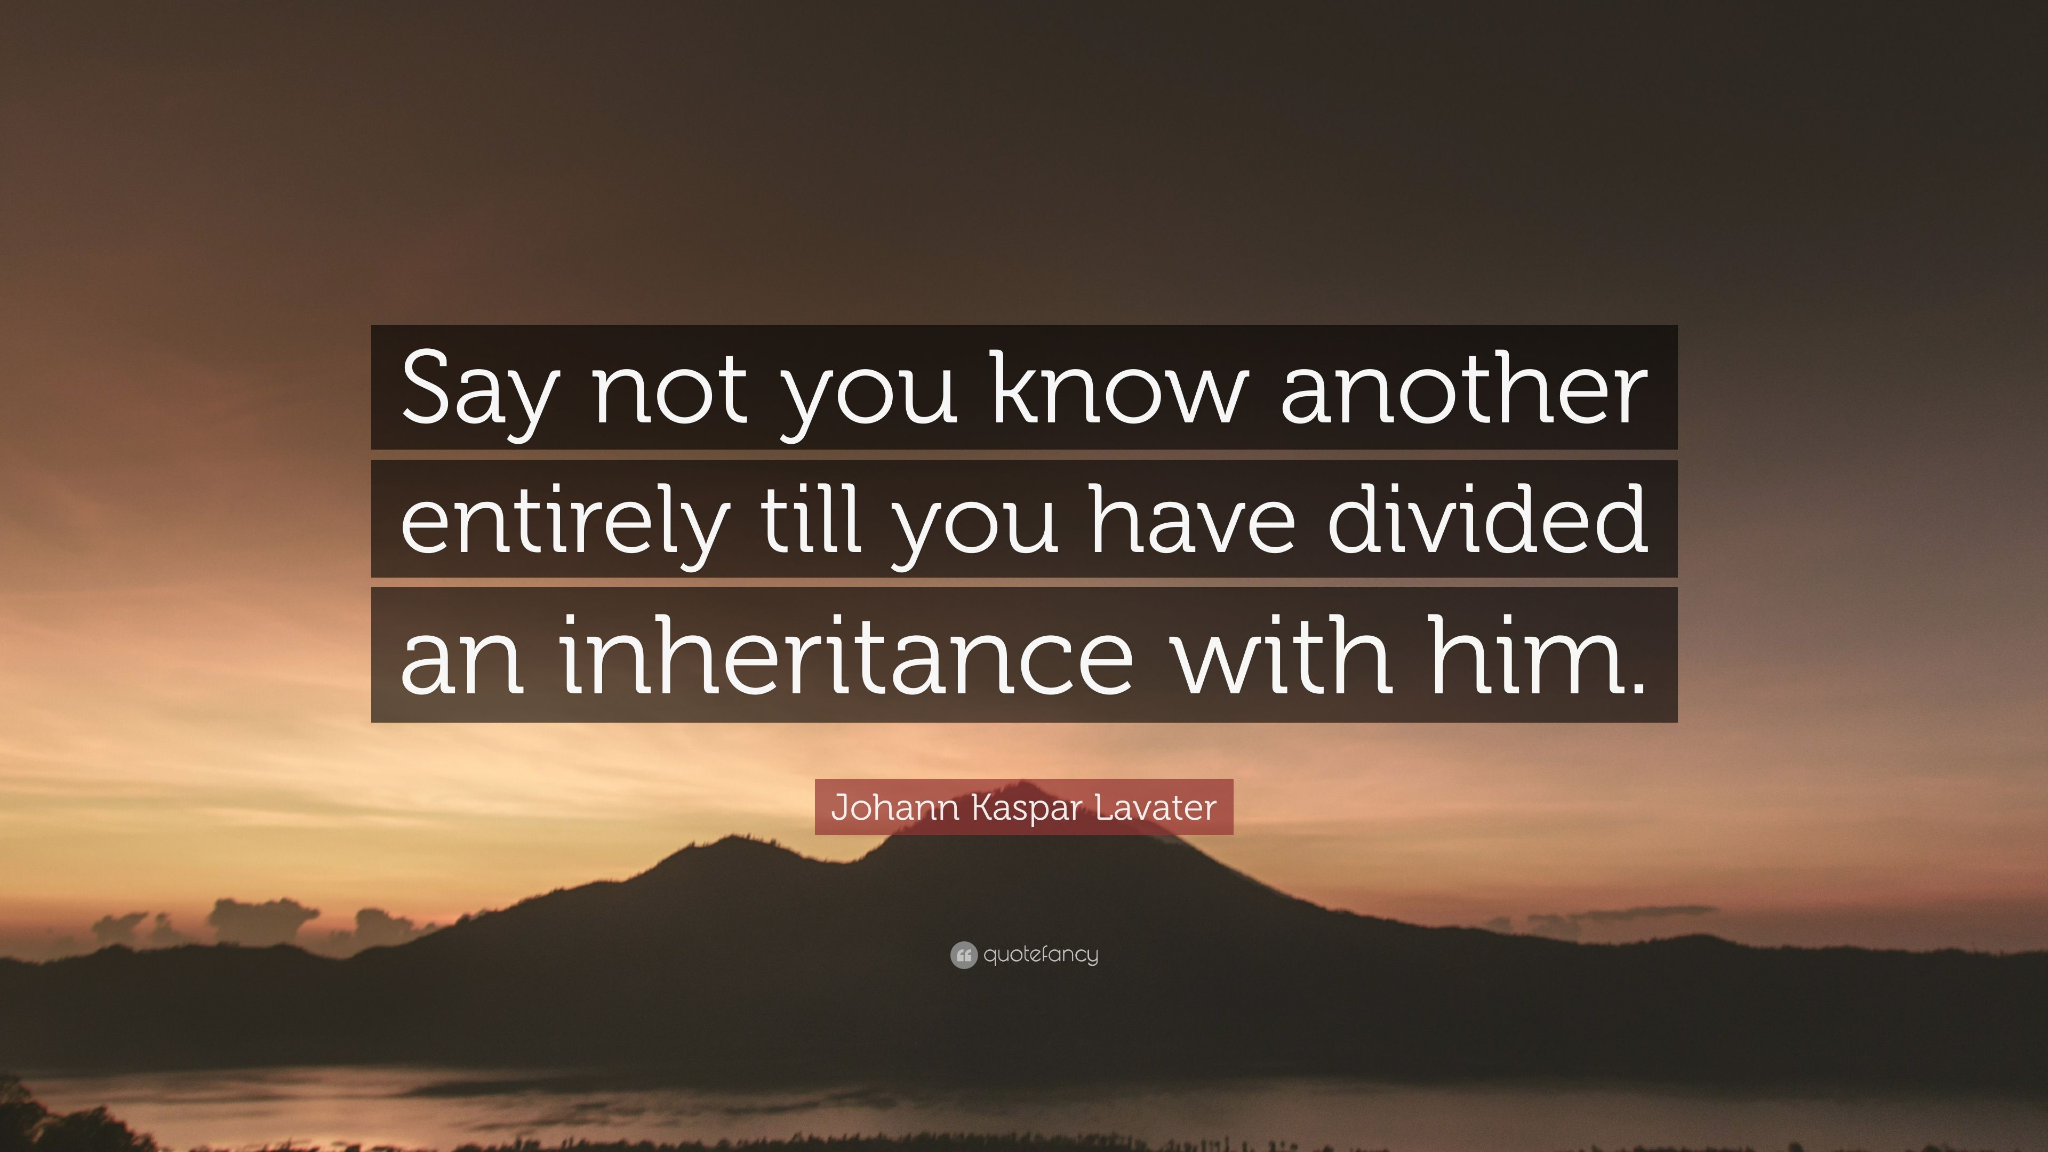 Say not you know another
entirely till you have divided
an inheritance with him.
Johann Kaspar Lavater
quotefancy